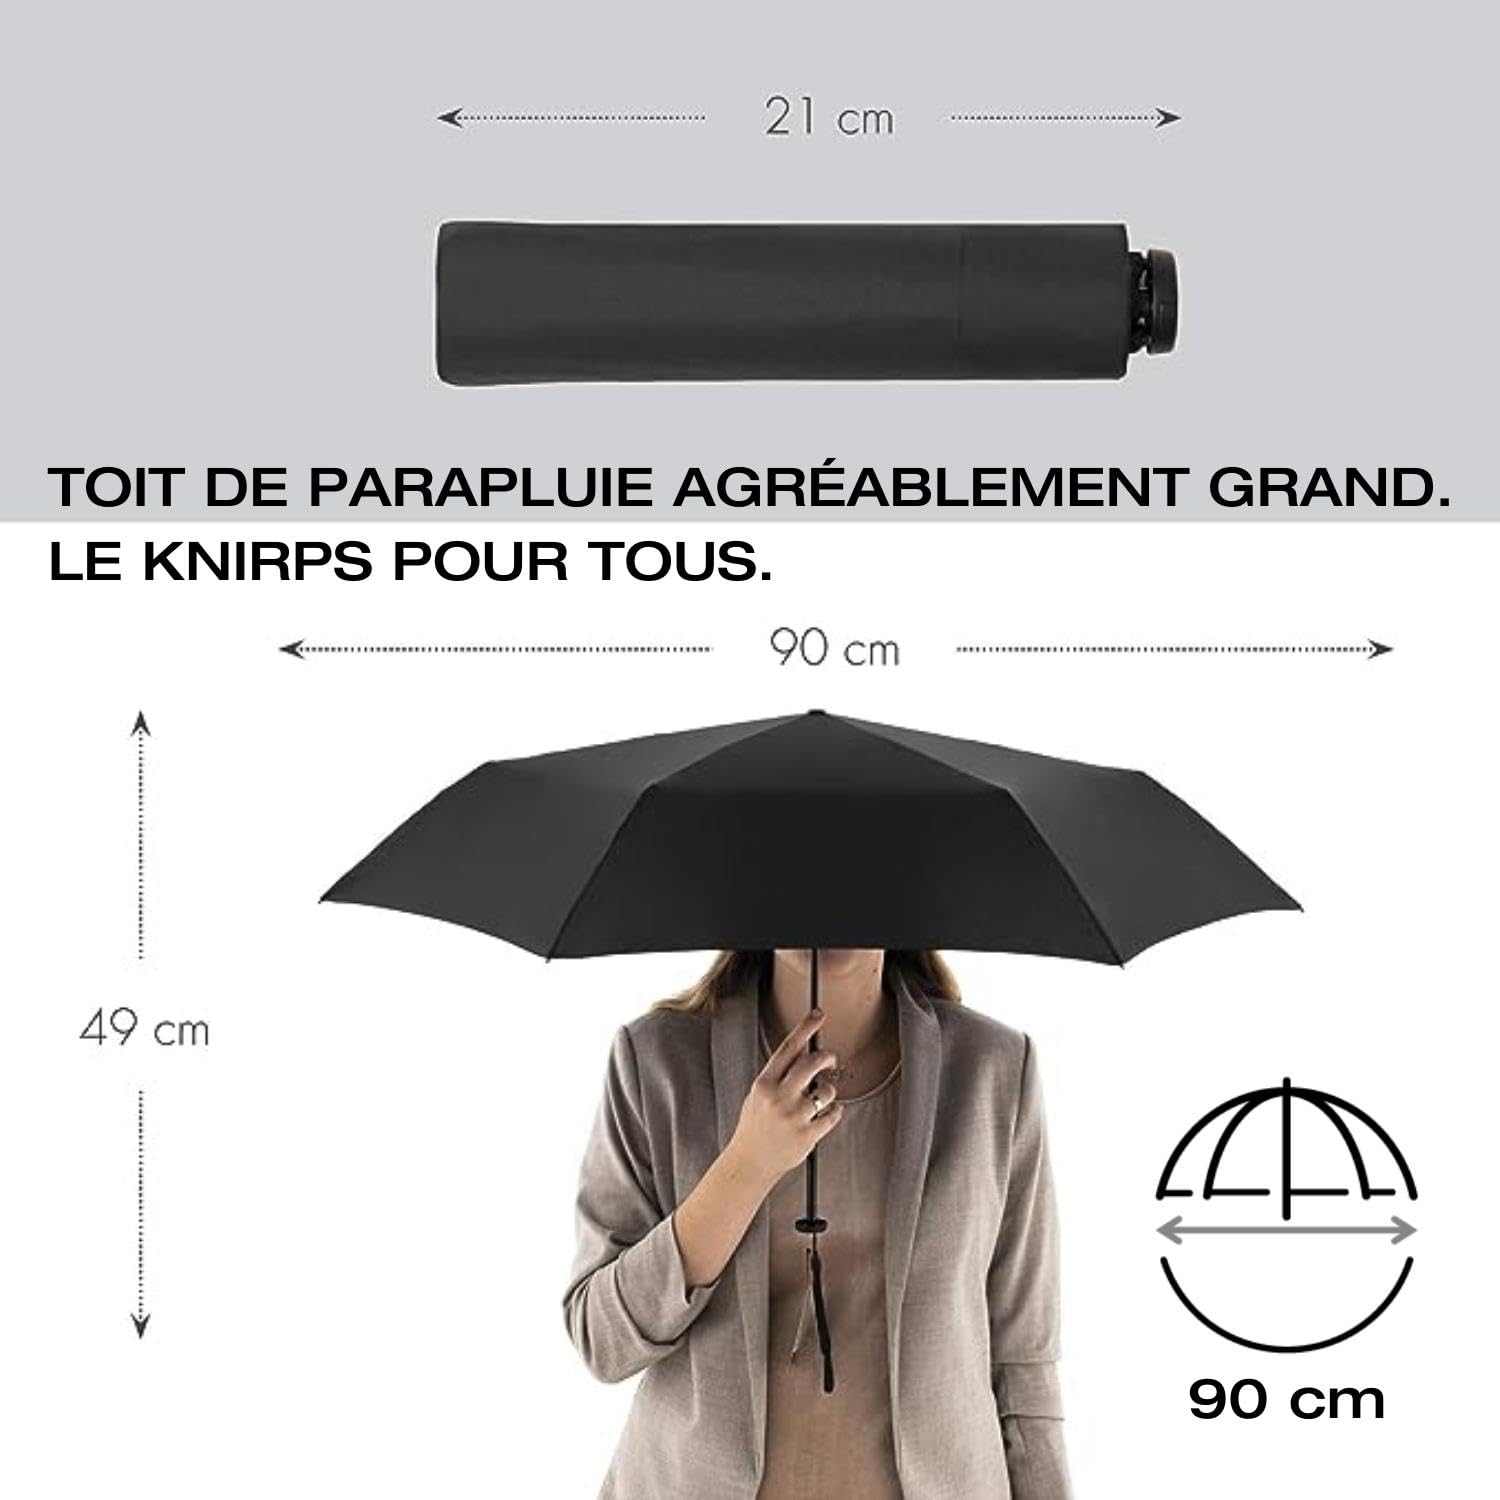 21 cm
TOIT DE PARAPLUIE AGRÉABLEMENT GRAND.
LE KNIRPS POUR TOUS.
90 cm
49 cm
90 cm